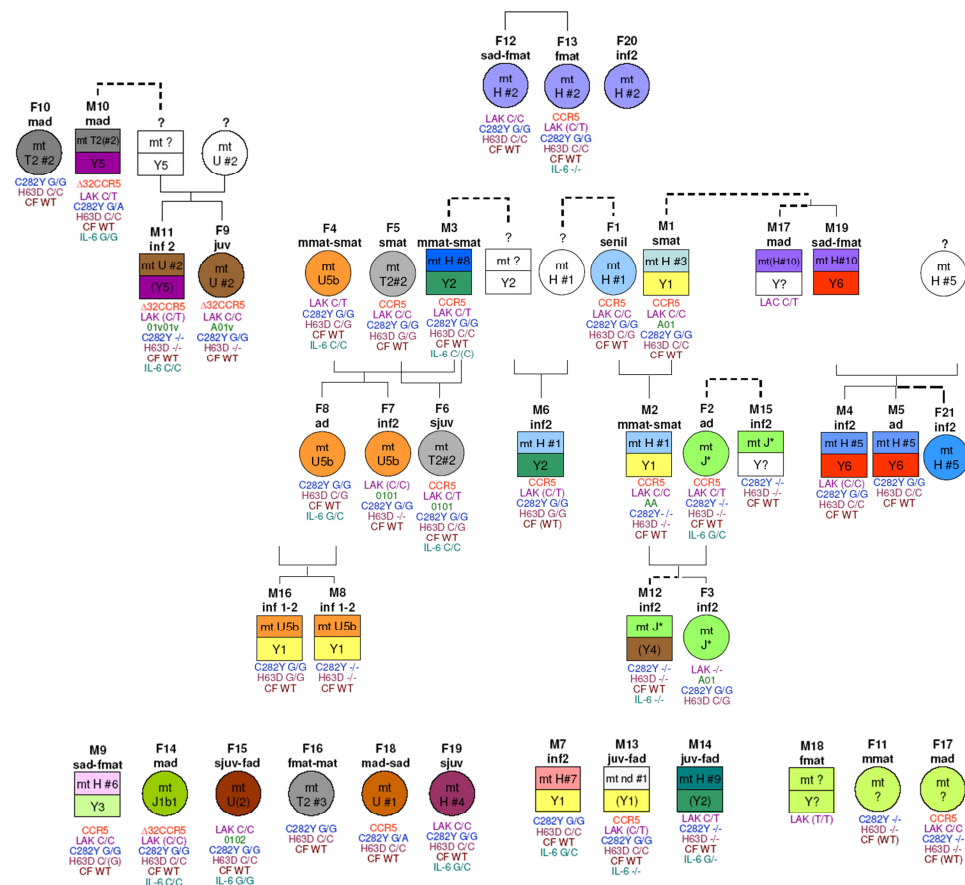 F12
sad-fmat
mt
H #2
LAK C/C
C282Y G/G
H63D C/C
CF WT
F13
fmat
mt
H #2
CCR5
LAK (C/T)
C282Y G/G
H63D C/C
CF WT
IL-6 -/-
F20
inf2
mt
H #2
F10
mad
mt
T2 #2
C282Y G/G
H63D C/C
CF WT
M10
mad
mt T2(#2)
Y5
Δ32CCR5
LAK C/T
C282Y G/A
H63D C/C
CF WT
IL-6 G/G
?
mt ?
Y5
?
mt
U #2
M11
inf 2
mt U #2
(Y5)
Δ32CCR5
LAK (C/T)
01v01v
C282Y -/-
H63D -/-
CF WT
IL-6 C/C
F9
juv
mt
U #2
Δ32CCR5
LAK C/C
A01v
C282Y G/G
H63D -/-
CF WT
F4
mmat-smat
mt
U5b
LAK C/T
C282Y G/G
H63D C/G
CF WT
IL-6 C/C
F5
smat
mt
T2#2
CCR5
LAK C/C
C282Y G/G
H63D G/G
CF WT
M3
mmat-smat
mt H #8
Y2
CCR5
LAK C/T
C282Y G/G
H63D C/C
CF WT
IL-6 C/(C)
?
mt ?
Y2
?
mt
H #1
F1
senil
mt
H #1
CCR5
LAK C/C
C282Y G/G
H63D C/G
CF WT
M1
smat
mt H #3
Y1
CCR5
LAK C/C
A01
C282Y G/G
H63D C/C
CF WT
M17
mad
mt(H#10)
Y?
LAC C/T
M19
sad-fmat
mt H#10
Y6
?
mt
H #5
F8
ad
mt
U5b
C282Y G/G
H63D C/G
CF WT
IL-6 G/C
F7
inf2
mt
U5b
LAK (C/C)
0101
C282Y G/G
H63D -/-
CF WT
F6
sjuv
mt
T2#2
CCR5
LAK C/T
0101
C282Y G/G
H63D C/G
CF WT
IL-6 C/C
M6
inf2
mt H #1
Y2
CCR5
LAK (C/T)
C282Y G/G
H63D G/G
CF (WT)
M2
mmat-smat
mt H #1
Y1
CCR5
LAK C/C
AA
C282Y-/-
H63D -/-
CF WT
F2
ad
mt
J*
CCR5
LAK C/T
C282Y -/-
H63D -/-
CF WT
IL-6 G/C
M15
inf2
mt J*
Y?
C282Y -/-
H63D -/-
CF WT
M4
inf2
mt H #5
Y6
LAK (C/C)
C282Y G/G
H63D C/C
CF WT
M5
ad
mt H #5
Y6
C282Y G/G
H63D C/C
CF WT
F21
inf2
mt
H #5
M16
inf 1-2
mt U5b
Y1
C282Y G/G
H63D G/G
CF WT
M8
inf 1-2
mt U5b
Y1
C282Y -/-
H63D -/-
CF WT
M12
inf2
mt J*
(Y4)
C282Y -/-
H63D -/-
CF WT
IL-6 -/-
F3
inf2
mt
J*
LAK -/-
A01
C282Y G/G
H63D C/G
M9
sad-fmat
mt H #6
Y3
CCR5
LAK C/C
C282Y G/G
H63D C/(G)
CF WT
F14
mad
mt
J1b1
Δ32CCR5
LAK (C/C)
C282Y G/G
H63D C/C
CF WT
IL-6 C/C
F15
sjuv-fad
mt
U(2)
LAK C/C
0102
C282Y G/G
H63D C/C
CF WT
IL-6 G/G
F16
fmat-mat
mt
T2 #3
C282Y G/G
H63D C/C
CF WT
F18
mad-sad
mt
U #1
CCR5
C282Y G/A
H63D C/C
CF WT
F19
sjuv
mt
H #4
LAK C/C
C282Y G/G
H63D C/C
CF WT
M7
inf2
mt H#7
Y1
C282Y G/G
H63D C/C
CF WT
IL-6 G/C
M13
juv-fad
mt nd #1
(Y1)
CCR5
LAK (C/T)
C282Y G/G
H63D C/C
CF WT
IL-6 -/-
M14
juv-fad
mt H #9
(Y2)
LAK C/T
C282Y -/-
H63D -/-
CF WT
IL-6 G/-
M18
fmat
mt ?
Y?
LAK (T/T)
F11
mmat
mt
?
C282Y -/-
H63D -/-
CF (WT)
F17
mad
mt
?
CCR5
LAK C/C
C282Y -/-
H63D -/-
CF (WT)